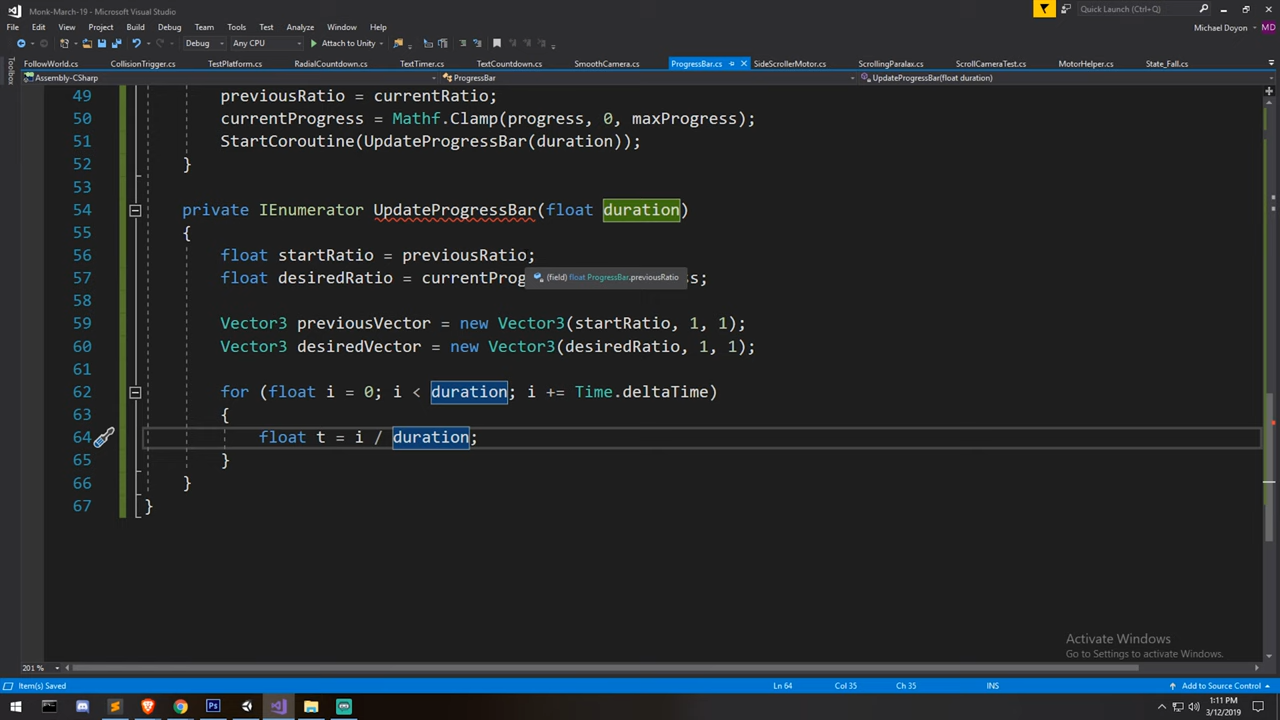 Monk-March-19 - Microsoft Visual Studio
Quick Launch (Ctrl+Q)
File Edit View Project Build Debug Team Tools Test Analyze Window Help
Michael Doyon MD
Debug Any CPU Attach to Unity
Toolbox
FollowWorld.cs CollisionTrigger.cs TestPlatform.cs RadialCountdown.cs TextTimer.cs TextCountdown.cs SmoothCamera.cs ProgressBar.cs SideScrollerMotor.cs ScrollingParalax.cs ScrollCameraTest.cs MotorHelper.cs State_Fall.cs
Assembly-CSharp ProgressBar UpdateProgressBar(float duration)
49 previousRatio = currentRatio;
50 currentProgress = Mathf.Clamp(progress, 0, maxProgress);
51 StartCoroutine(UpdateProgressBar(duration));
52 }
53
54 private IEnumerator UpdateProgressBar(float duration)
55 {
56 float startRatio = previousRatio;
57 float desiredRatio = currentProg s;
(field) float ProgressBar.previousRatio
58
59 Vector3 previousVector = new Vector3(startRatio, 1, 1);
60 Vector3 desiredVector = new Vector3(desiredRatio, 1, 1);
61
62 for (float i = 0; i < duration; i += Time.deltaTime)
63 {
64 float t = i / duration;
65 }
66 }
67 }
Activate Windows
Go to Settings to activate Windows.
201 %
Item(s) Saved Ln 64 Col 35 Ch 35 INS Add to Source Control
1:11 PM
3/12/2019